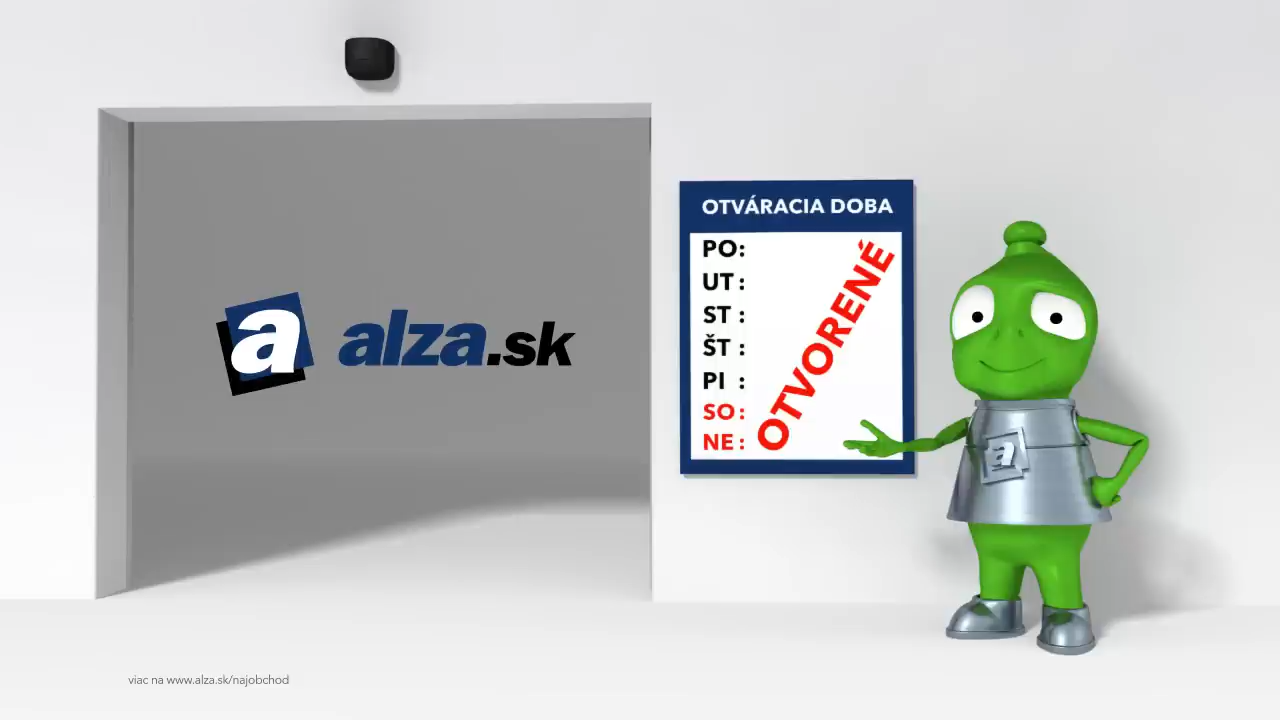 a alza.sk
OTVÁRACIA DOBA
PO:
UT :
ST :
ŠT :
PI :
SO:
NE:
OTVORENÉ
a
viac na www.alza.sk/najobchod